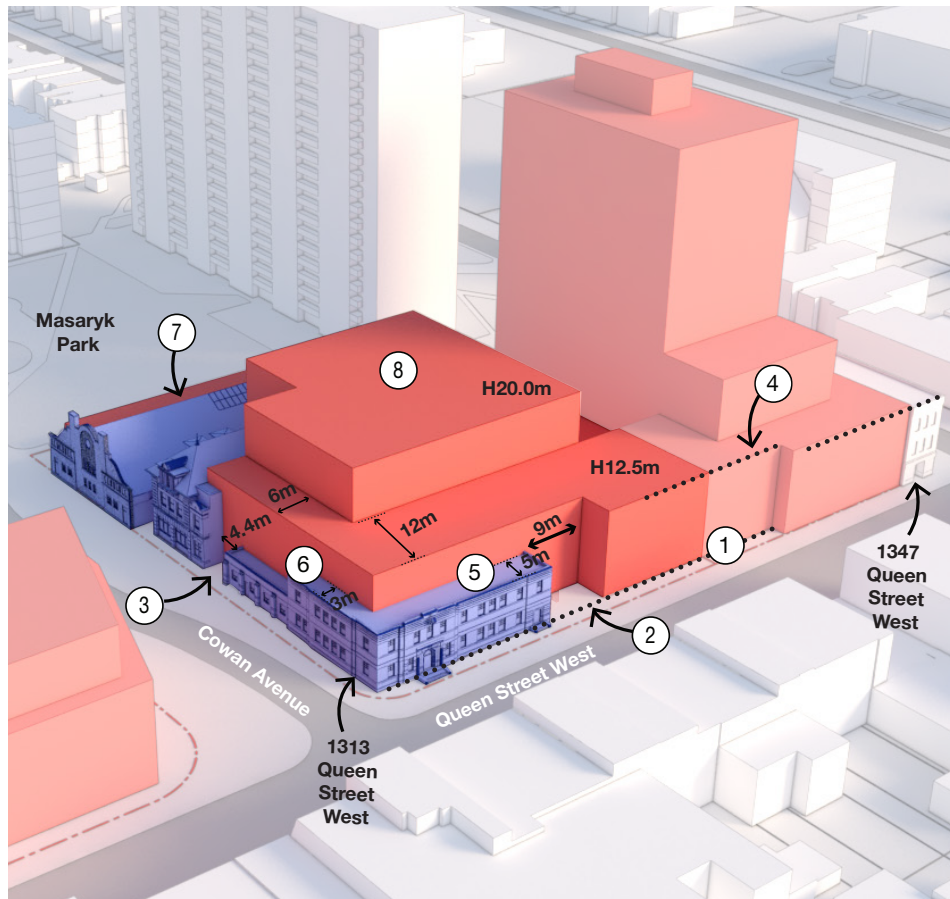 Masaryk
Park
7
8
H20.0m
4
H12.5m
6m
12m
9m
4.4m
1
6
5
5m
3m
3
2
1347
Queen
Street
West
Cowan Avenue
Queen Street West
1313
Queen
Street
West